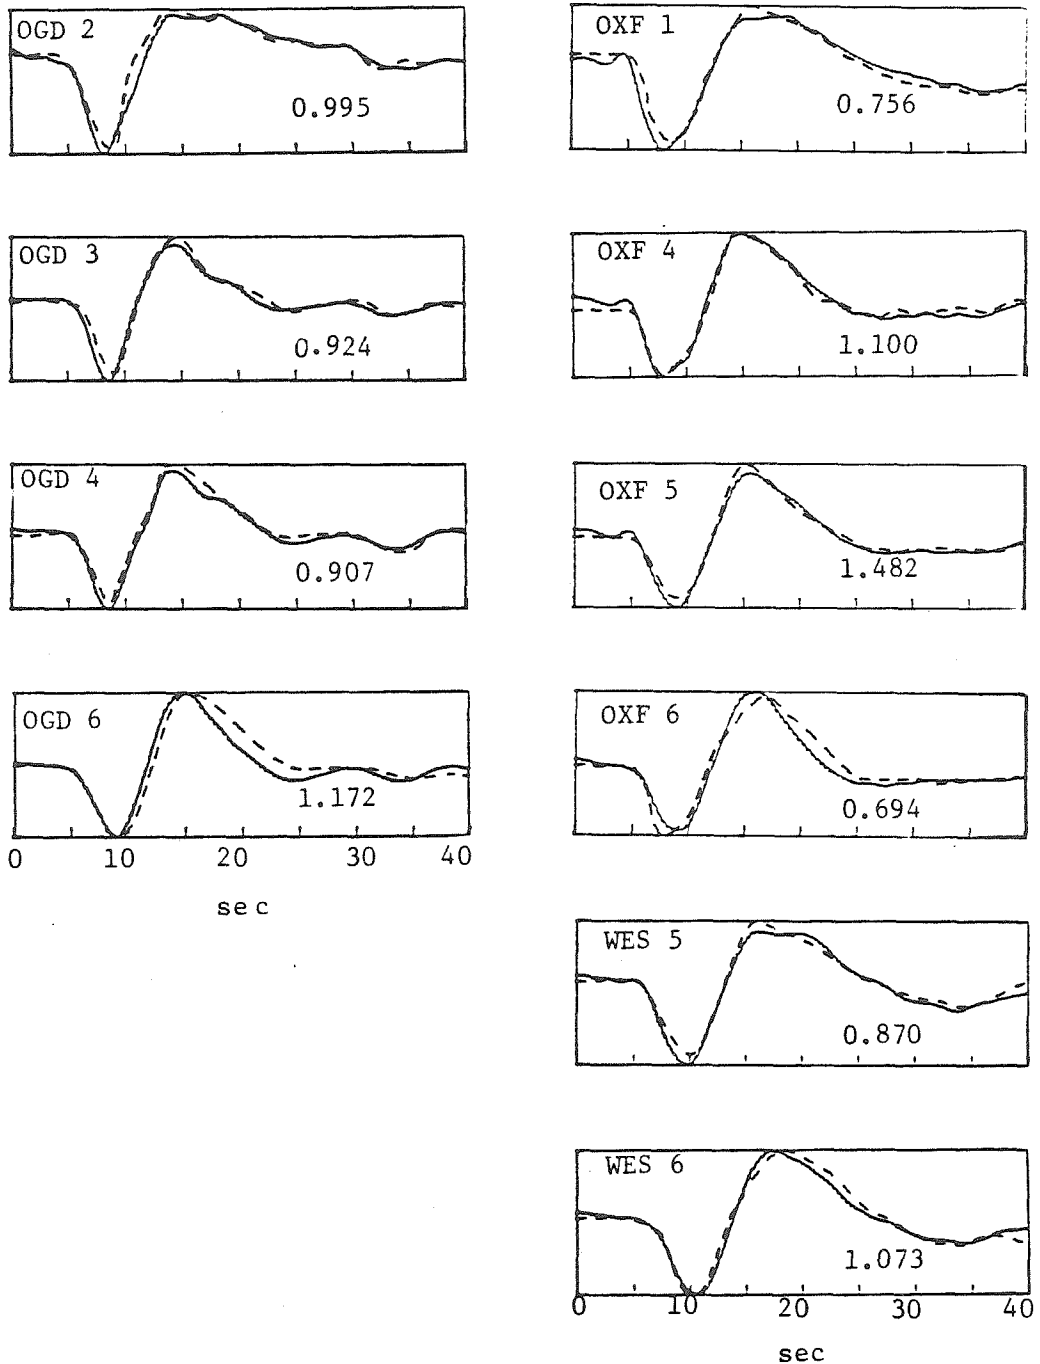 OGD 2
0.995
OGD 3
0.924
OGD 4
0.907
OGD 6
1.172
0 10 20 30 40
sec
OXF 1
0.756
OXF 4
1.100
OXF 5
1.482
OXF 6
0.694
WES 5
0.870
WES 6
1.073
0 10 20 30 40
sec